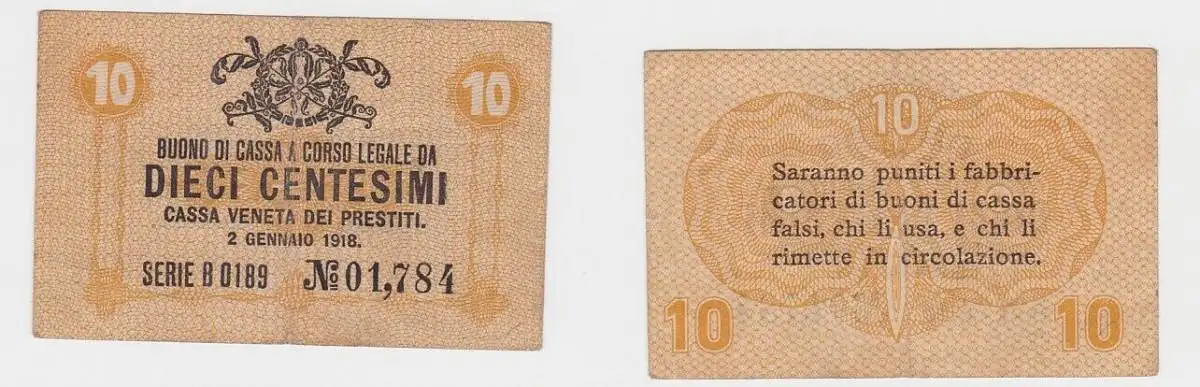 10 10
BUONO DI CASSA A CORSO LEGALE DA
DIECI CENTESIMI
CASSA VENETA DEI PRESTITI.
2 GENNAIO 1918.
SERIE B 0189 No 01,784
10
Saranno puniti i fabbri-
catori di buoni di cassa
falsi, chi li usa, e chi li
rimette in circolazione.
10 10